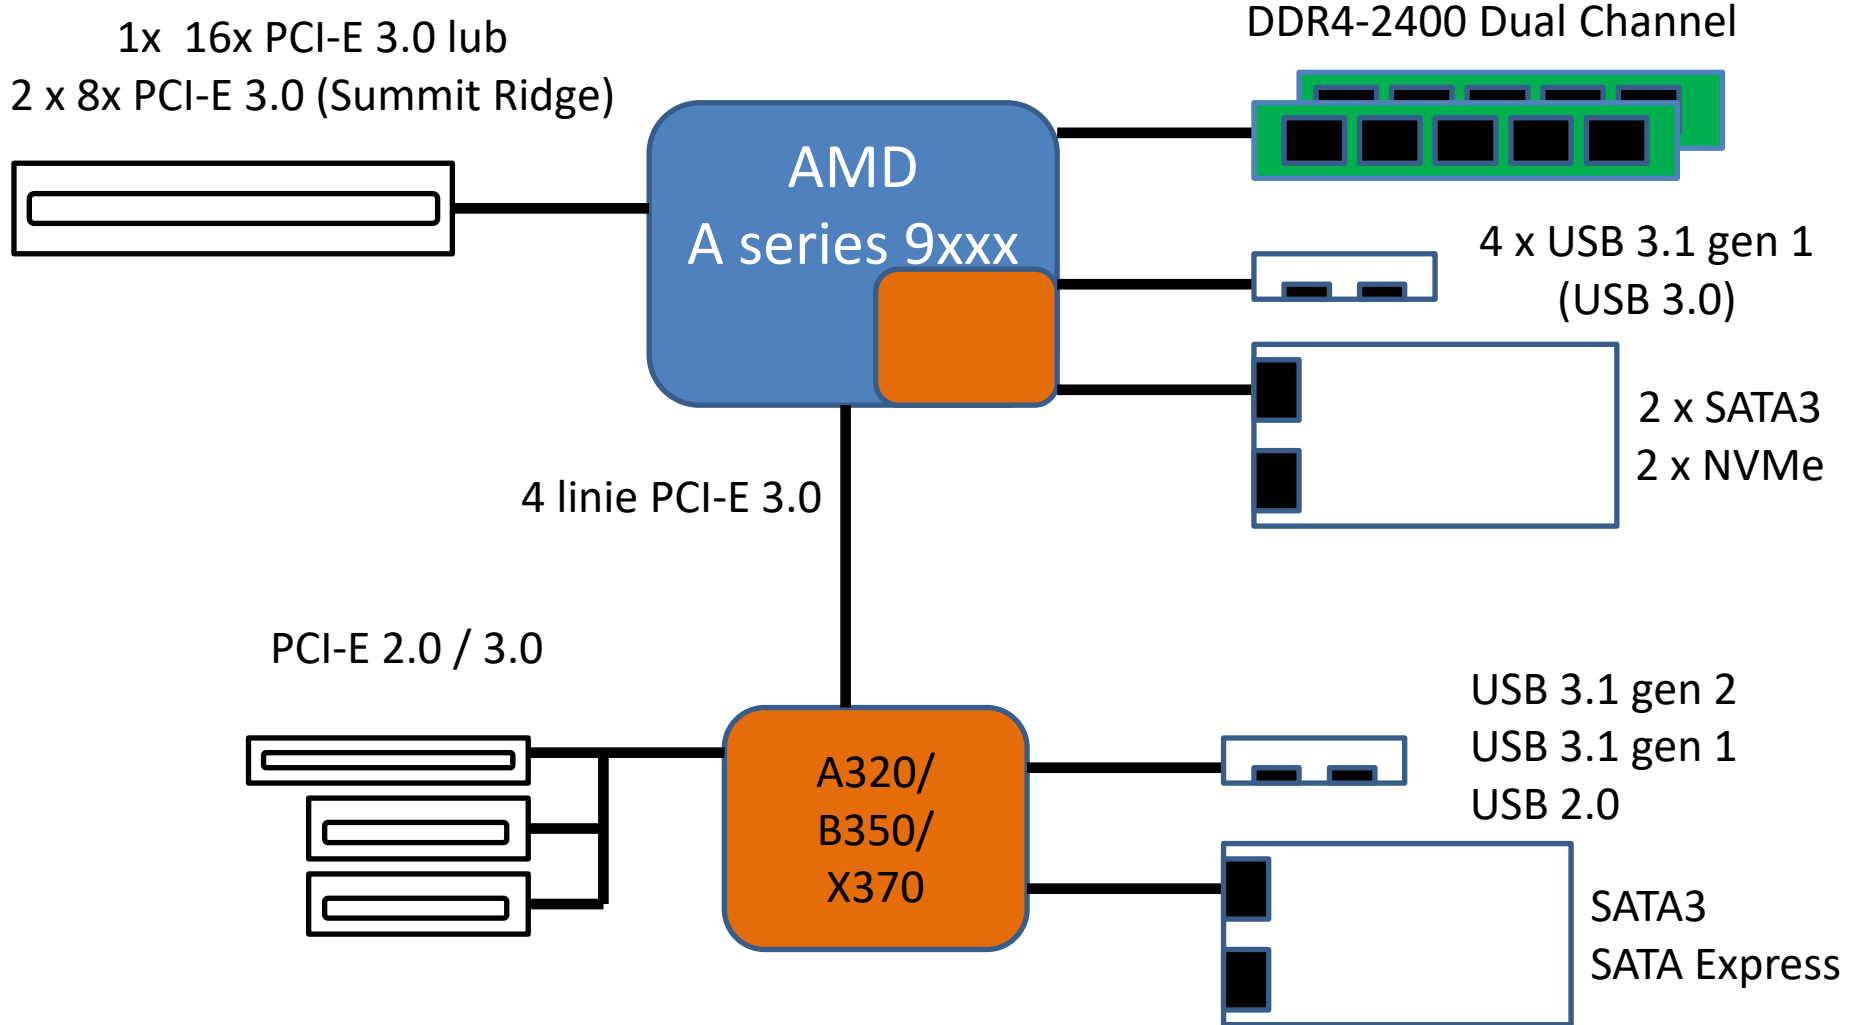 1x  16x PCI-E 3.0 lub
2 x 8x PCI-E 3.0 (Summit Ridge)
DDR4-2400 Dual Channel
AMD
A series 9xxx
4 x USB 3.1 gen 1
(USB 3.0)
2 x SATA3
2 x NVMe
4 linie PCI-E 3.0
PCI-E 2.0 / 3.0
A320/
B350/
X370
USB 3.1 gen 2
USB 3.1 gen 1
USB 2.0
SATA3
SATA Express